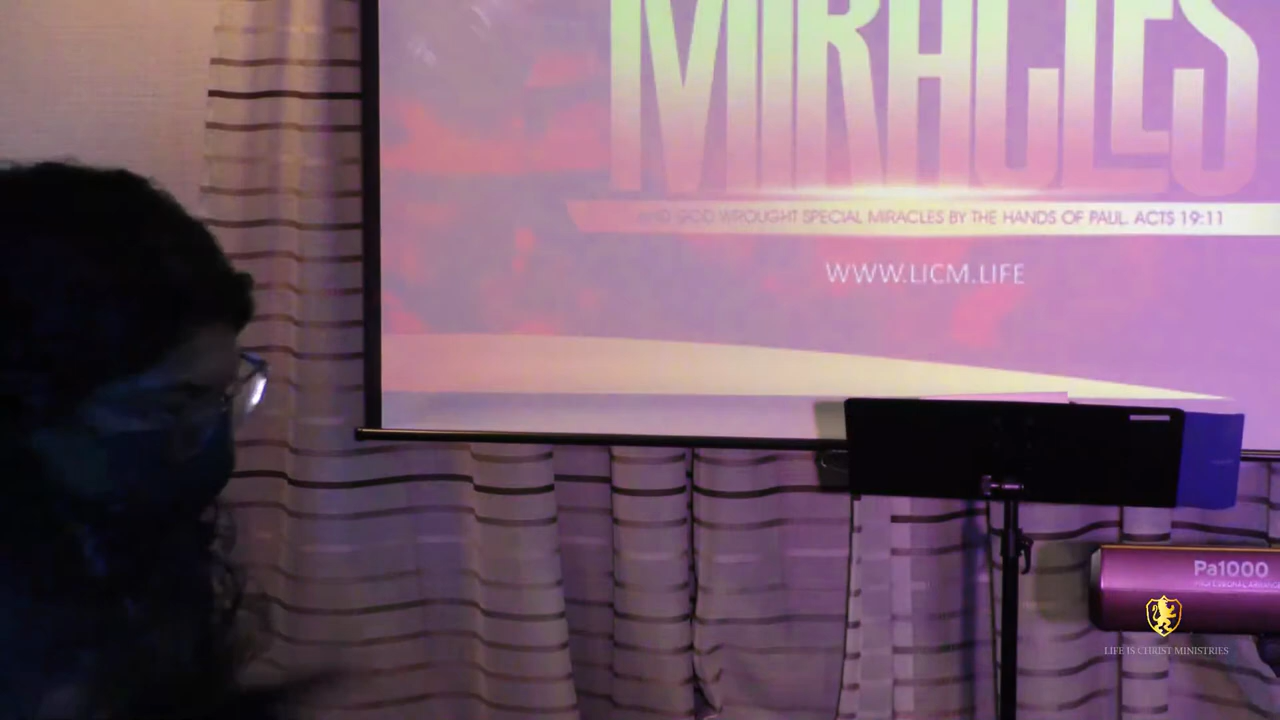 MIRACLES
AND GOD WROUGHT SPECIAL MIRACLES BY THE HANDS OF PAUL. ACTS 19:11
WWW.LICM.LIFE
Pa1000
LIFE IS CHRIST MINISTRIES